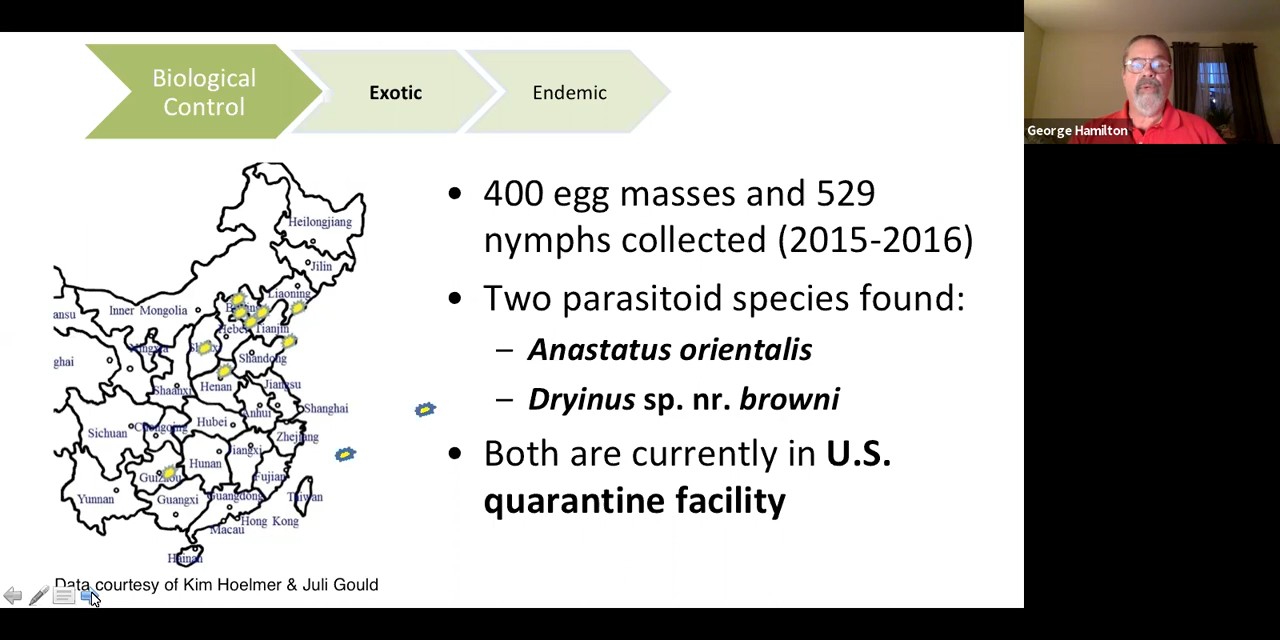 Biological
Control
Exotic
Endemic
• 400 egg masses and 529
nymphs collected (2015-2016)
• Two parasitoid species found:
– Anastatus orientalis
– Dryinus sp. nr. browni
• Both are currently in U.S.
quarantine facility
Heilongjiang
Jilin
Liaoning
Inner Mongolia
ansu
Tianjin
ghai
Shandong
Shaanxi
Henan
Jiangsu
Anhui
Shanghai
Sichuan
Hubei
Zhejiang
Hunan
Jiangxi
Fujian
Yunnan
Guangxi
Guangdong
Taiwan
Hong Kong
Macau
Hainan
Data courtesy of Kim Hoelmer & Juli Gould
George Hamilton